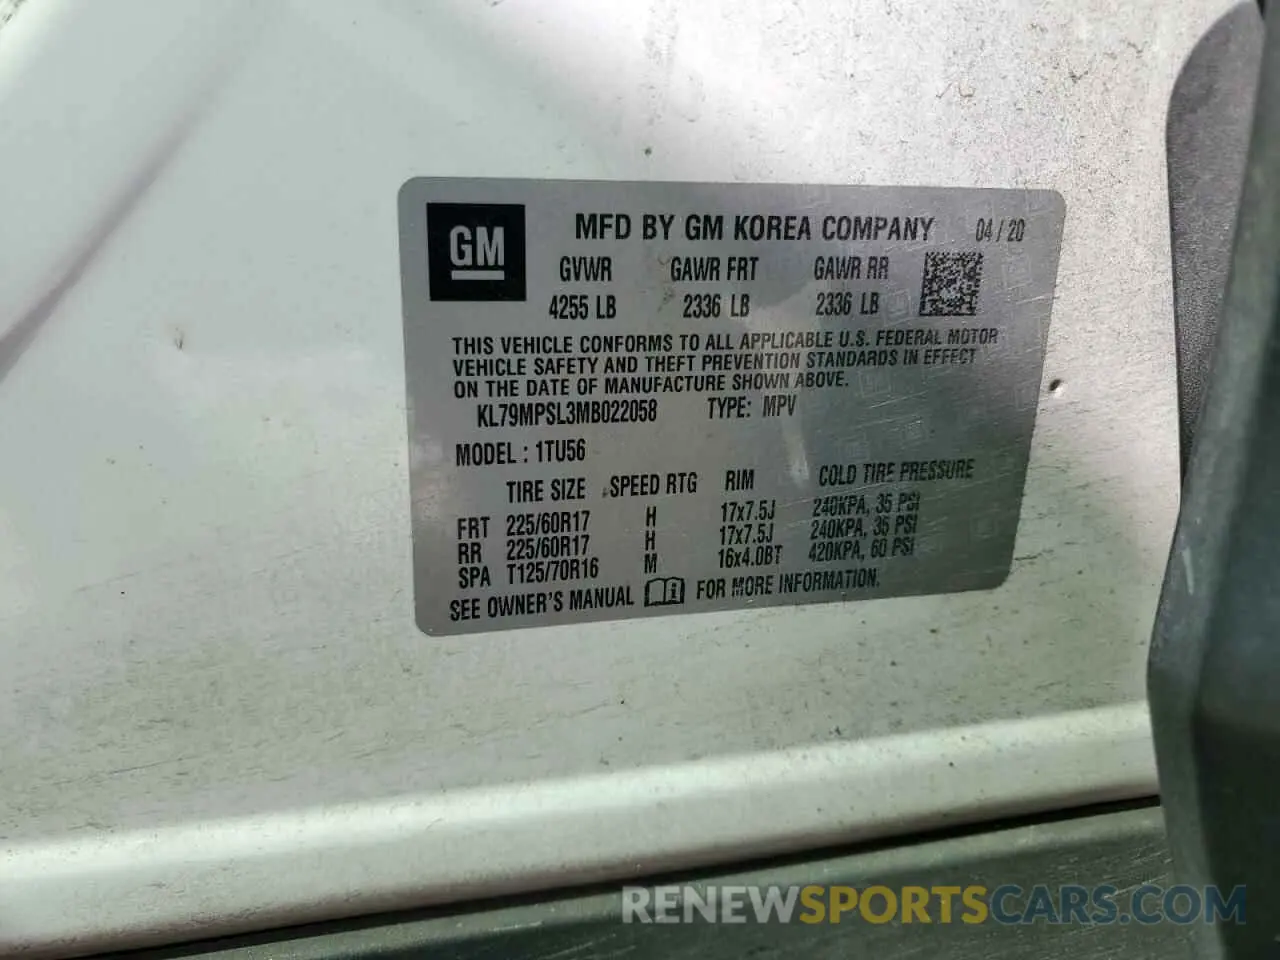 GM
MFD BY GM KOREA COMPANY 04 / 20
GVWR GAWR FRT GAWR RR
4255 LB 2336 LB 2336 LB
THIS VEHICLE CONFORMS TO ALL APPLICABLE U.S. FEDERAL MOTOR
VEHICLE SAFETY AND THEFT PREVENTION STANDARDS IN EFFECT
ON THE DATE OF MANUFACTURE SHOWN ABOVE.
KL79MPSL3MB022058 TYPE: MPV
MODEL : 1TU56
TIRE SIZE SPEED RTG RIM COLD TIRE PRESSURE
FRT 225/60R17 H 17x7.5J 240KPA, 35 PSI
RR 225/60R17 H 17x7.5J 240KPA, 35 PSI
SPA T125/70R16 M 16x4.0BT 420KPA, 60 PSI
SEE OWNER'S MANUAL FOR MORE INFORMATION.
RENEWSPORTSCARS.COM